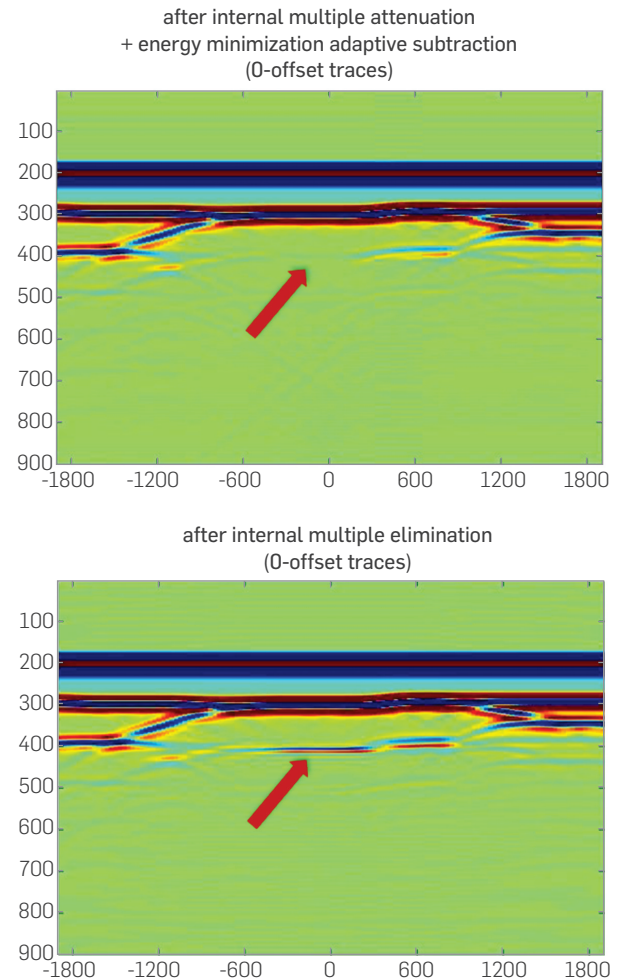 after internal multiple attenuation
+ energy minimization adaptive subtraction
(0-offset traces)
100
200
300
400
500
600
700
800
900
-1800 -1200 -600 0 600 1200 1800
after internal multiple elimination
(0-offset traces)
100
200
300
400
500
600
700
800
900
-1800 -1200 -600 0 600 1200 1800